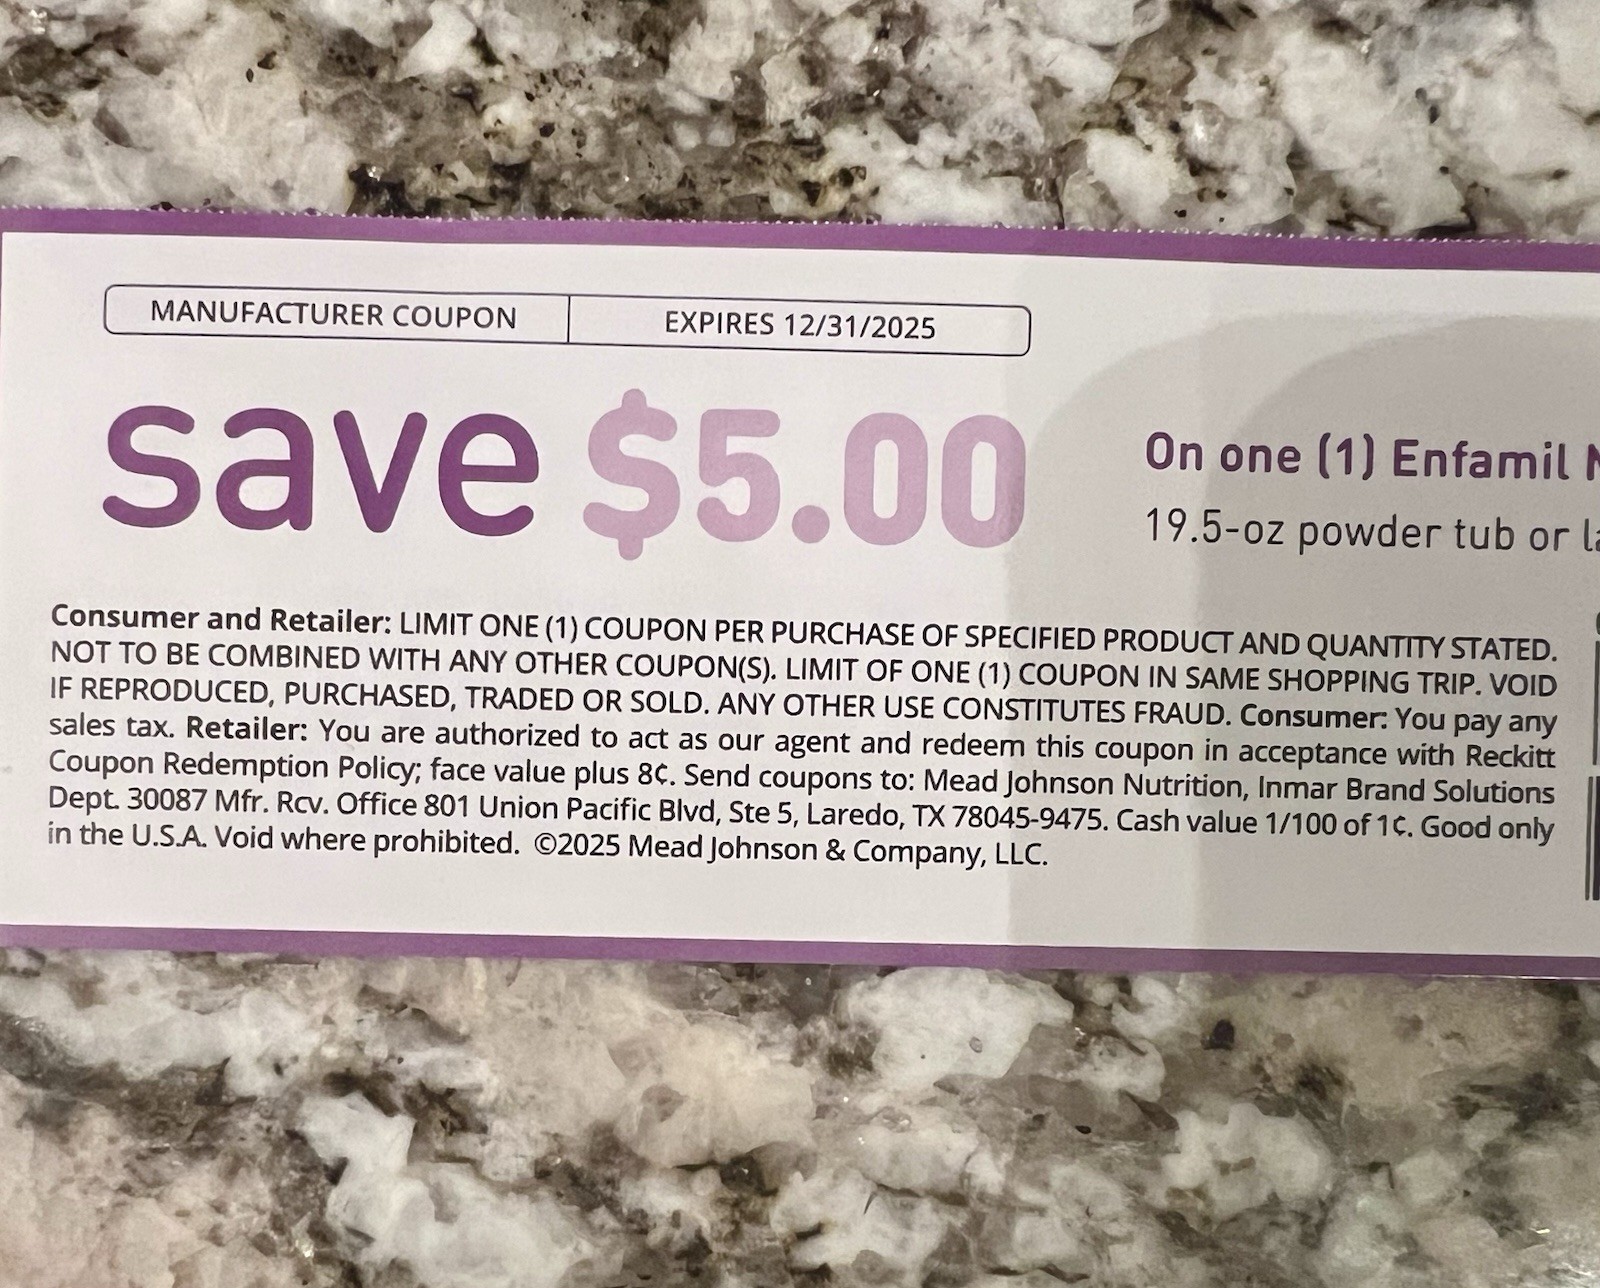 MANUFACTURER COUPON EXPIRES 12/31/2025
save $5.00
On one (1) Enfamil
19.5-oz powder tub or
Consumer and Retailer: LIMIT ONE (1) COUPON PER PURCHASE OF SPECIFIED PRODUCT AND QUANTITY STATED.
NOT TO BE COMBINED WITH ANY OTHER COUPON(S). LIMIT OF ONE (1) COUPON IN SAME SHOPPING TRIP. VOID
IF REPRODUCED, PURCHASED, TRADED OR SOLD. ANY OTHER USE CONSTITUTES FRAUD. Consumer: You pay any
sales tax. Retailer: You are authorized to act as our agent and redeem this coupon in acceptance with Reckitt
Coupon Redemption Policy; face value plus 8¢. Send coupons to: Mead Johnson Nutrition, Inmar Brand Solutions
Dept. 30087 Mfr. Rcv. Office 801 Union Pacific Blvd, Ste 5, Laredo, TX 78045-9475. Cash value 1/100 of 1¢. Good only
in the U.S.A. Void where prohibited. ©2025 Mead Johnson & Company, LLC.